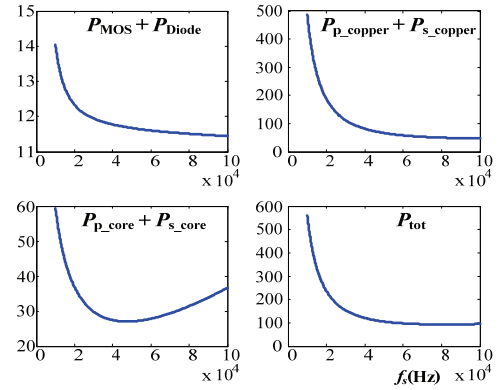 P_MOS + P_Diode
15
14
13
12
11
0 2 4 6 8 10
x 10^4
P_p_copper + P_s_copper
500
400
300
200
100
0
0 2 4 6 8 10
x 10^4
P_p_core + P_s_core
60
50
40
30
20
0 2 4 6 8 10
x 10^4
P_tot
600
500
400
300
200
100
0
0 2 4 6 8 10
f_s(Hz) x 10^4